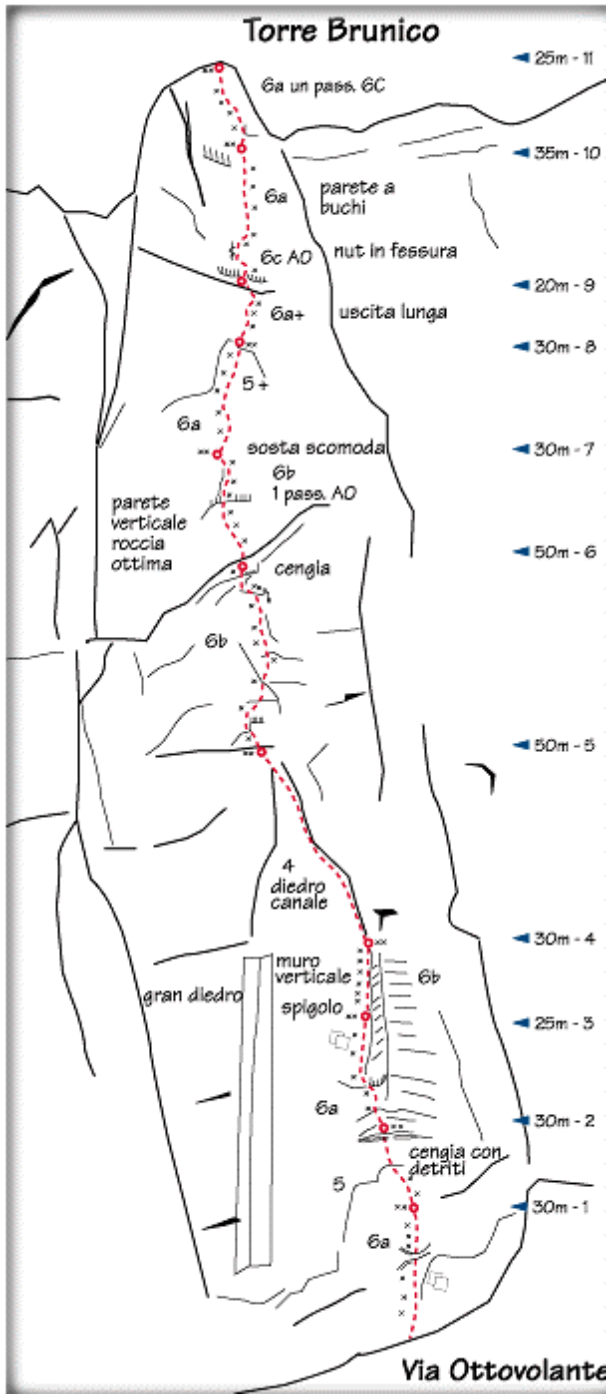 Torre Brunico
25m - 11
6a un pass. 6C
35m - 10
6a
parete a
buchi
6c AO
nut in fessura
20m - 9
6a+
uscita lunga
30m - 8
5+
6a
sosta scomoda
30m - 7
6b
1 pass. AO
parete
verticale
roccia
ottima
50m - 6
cengia
6b
50m - 5
4
diedro
canale
30m - 4
muro
verticale
6b
gran diedro
spigolo
25m - 3
6a
30m - 2
cengia con
detriti
5
30m - 1
6a
Via Ottovolante